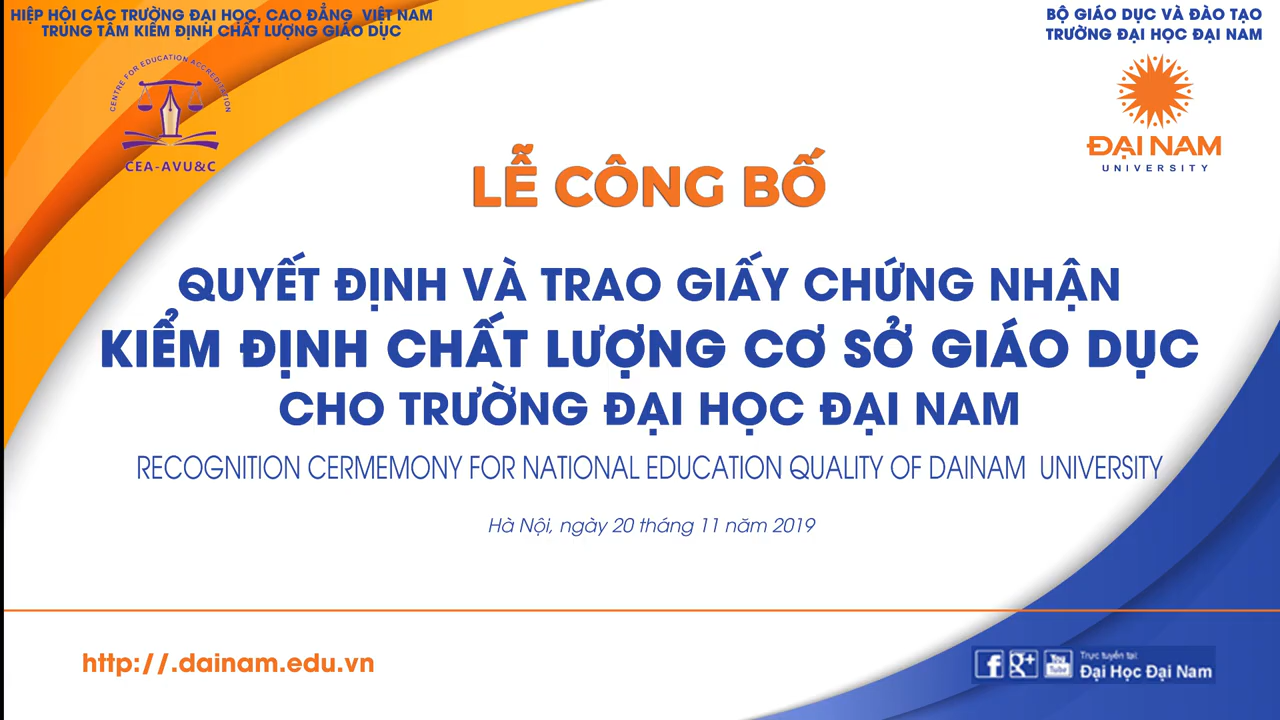 HIỆP HỘI CÁC TRƯỜNG ĐẠI HỌC, CAO ĐẲNG VIỆT NAM
TRUNG TÂM KIỂM ĐỊNH CHẤT LƯỢNG GIÁO DỤC
CENTRE FOR EDUCATION ACCREDITATION
CEA-AVU&C
BỘ GIÁO DỤC VÀ ĐÀO TẠO
TRƯỜNG ĐẠI HỌC ĐẠI NAM
ĐẠI NAM
UNIVERSITY
LỄ CÔNG BỐ
QUYẾT ĐỊNH VÀ TRAO GIẤY CHỨNG NHẬN
KIỂM ĐỊNH CHẤT LƯỢNG CƠ SỞ GIÁO DỤC
CHO TRƯỜNG ĐẠI HỌC ĐẠI NAM
RECOGNITION CERMEMONY FOR NATIONAL EDUCATION QUALITY OF DAINAM UNIVERSITY
Hà Nội, ngày 20 tháng 11 năm 2019
http://.dainam.edu.vn
f g+ You Tube
Trực tuyến tại:
Đại Học Đại Nam